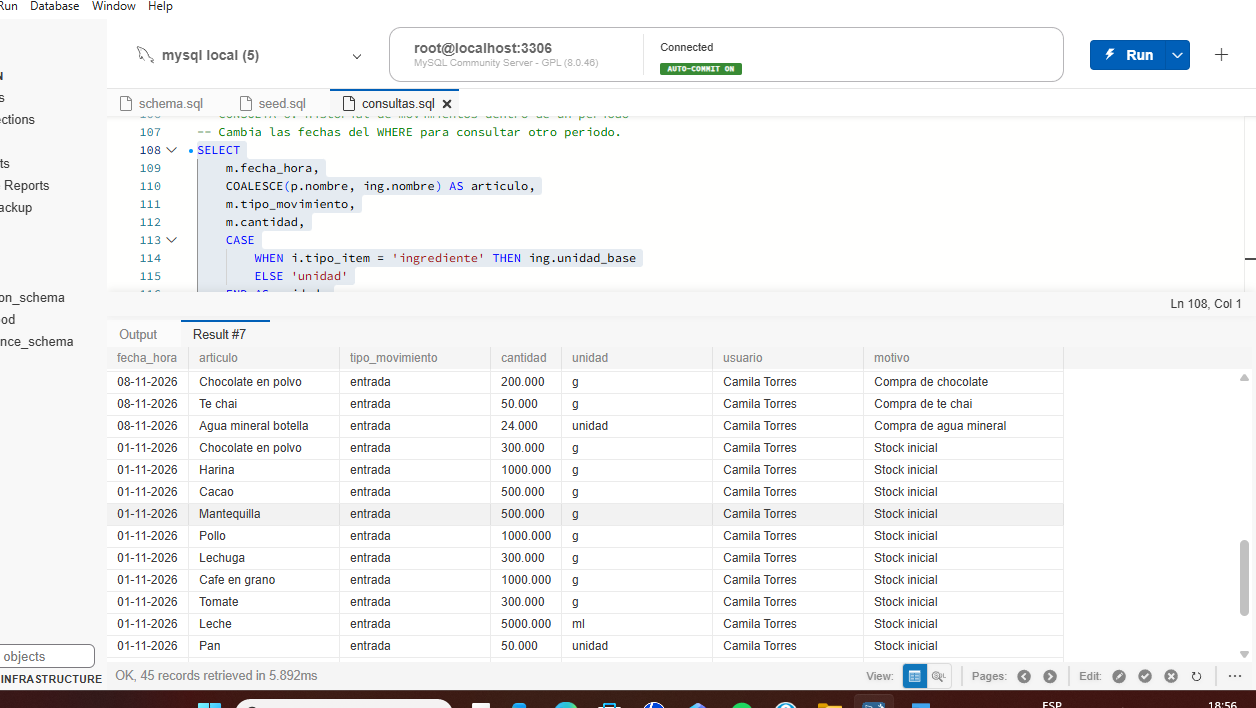 Run Database Window Help
mysql local (5)
root@localhost:3306
MySQL Community Server - GPL (8.0.46)
Connected
AUTO-COMMIT ON
Run
ections
Reports
ackup
on_schema
ood
nce_schema
objects
INFRASTRUCTURE
schema.sql seed.sql consultas.sql
107 -- Cambia las fechas del WHERE para consultar otro periodo.
108 SELECT
109 m.fecha_hora,
110 COALESCE(p.nombre, ing.nombre) AS articulo,
111 m.tipo_movimiento,
112 m.cantidad,
113 CASE
114 WHEN i.tipo_item = 'ingrediente' THEN ing.unidad_base
115 ELSE 'unidad'
Ln 108, Col 1
Output Result #7
fecha_hora articulo tipo_movimiento cantidad unidad usuario motivo
08-11-2026 Chocolate en polvo entrada 200.000 g Camila Torres Compra de chocolate
08-11-2026 Te chai entrada 50.000 g Camila Torres Compra de te chai
08-11-2026 Agua mineral botella entrada 24.000 unidad Camila Torres Compra de agua mineral
01-11-2026 Chocolate en polvo entrada 300.000 g Camila Torres Stock inicial
01-11-2026 Harina entrada 1000.000 g Camila Torres Stock inicial
01-11-2026 Cacao entrada 500.000 g Camila Torres Stock inicial
01-11-2026 Mantequilla entrada 500.000 g Camila Torres Stock inicial
01-11-2026 Pollo entrada 1000.000 g Camila Torres Stock inicial
01-11-2026 Lechuga entrada 300.000 g Camila Torres Stock inicial
01-11-2026 Cafe en grano entrada 1000.000 g Camila Torres Stock inicial
01-11-2026 Tomate entrada 300.000 g Camila Torres Stock inicial
01-11-2026 Leche entrada 5000.000 ml Camila Torres Stock inicial
01-11-2026 Pan entrada 50.000 unidad Camila Torres Stock inicial
OK, 45 records retrieved in 5.892ms
View: Pages: Edit:
ESP
18:56